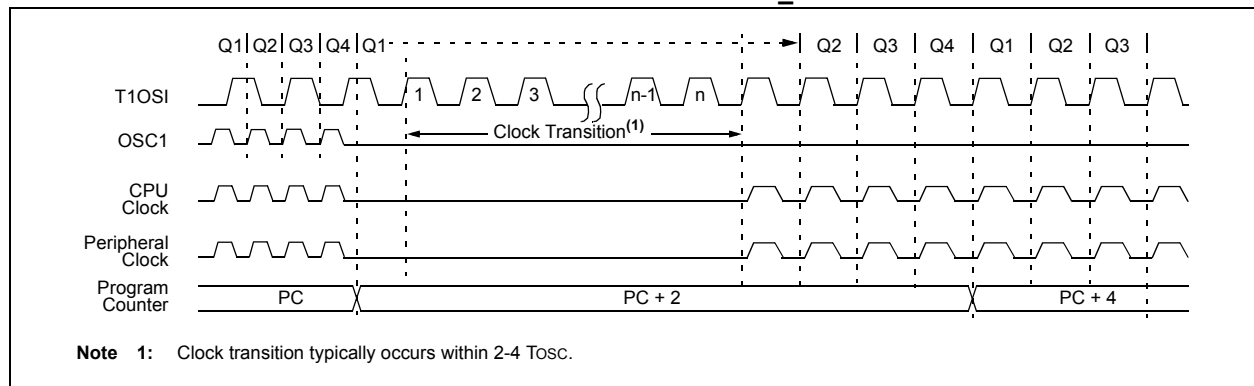 Q1 Q2 Q3 Q4 Q1 Q2 Q3 Q4 Q1 Q2 Q3
T1OSI
1 2 3 n-1 n
Clock Transition(1)
OSC1
CPU
Clock
Peripheral
Clock
Program
Counter
PC PC + 2 PC + 4
Note 1: Clock transition typically occurs within 2-4 TOSC.